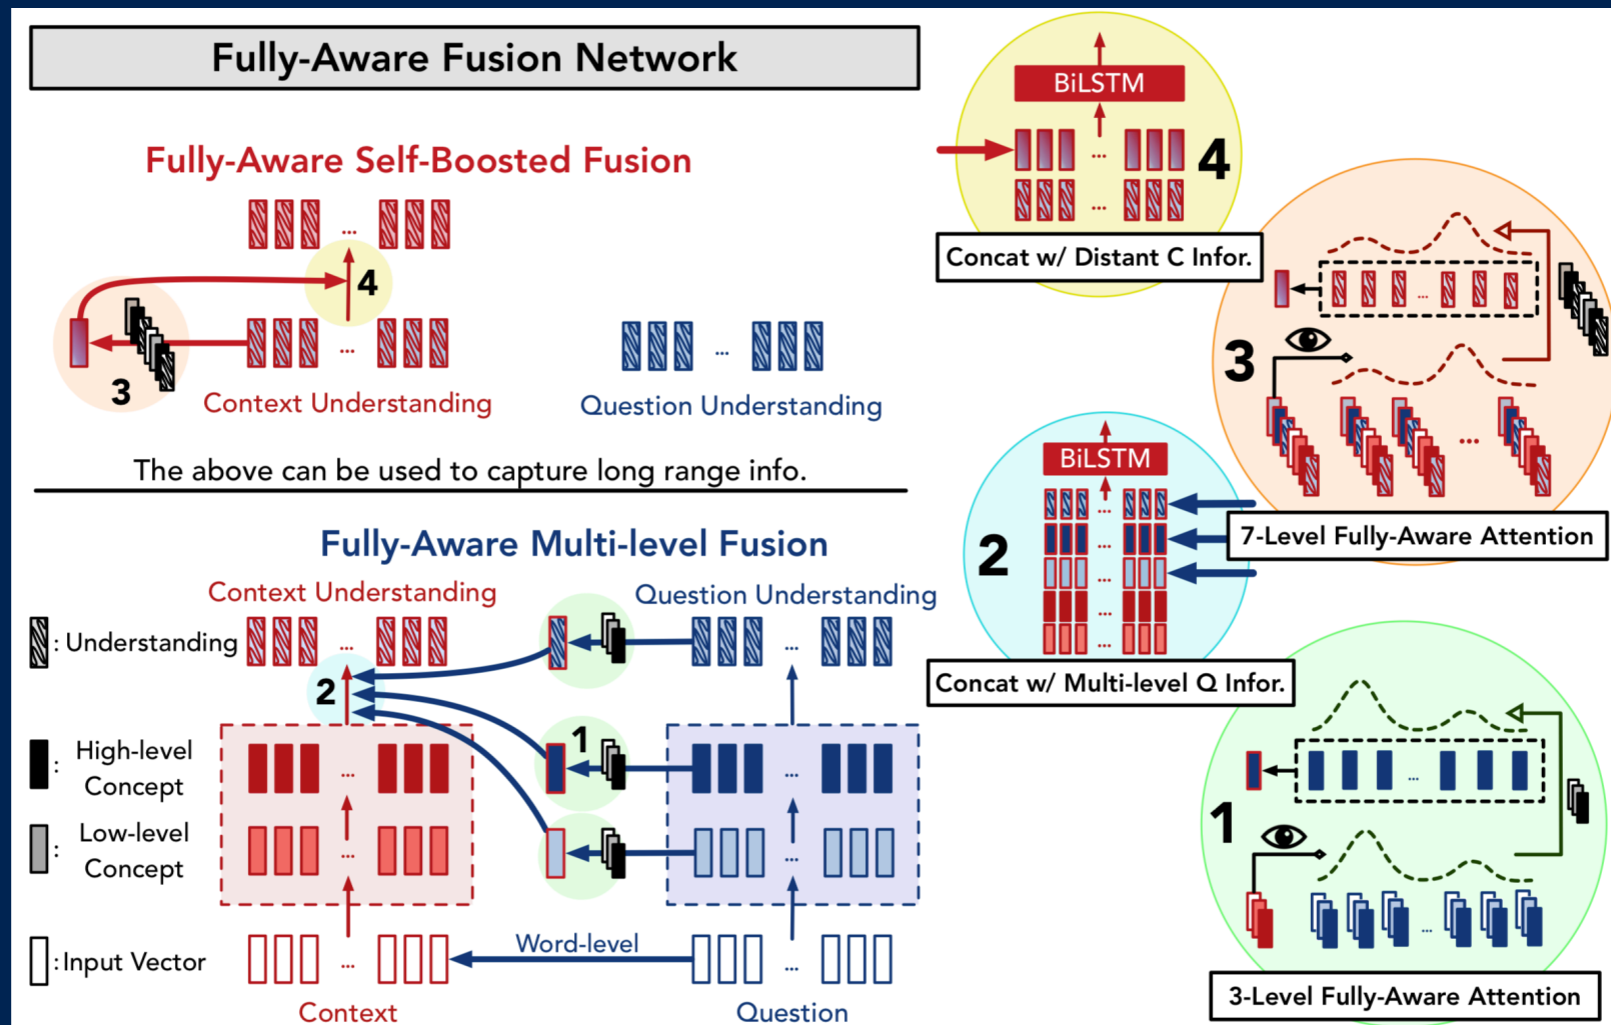 Fully-Aware Fusion Network
Fully-Aware Self-Boosted Fusion
...
4
...
...
3
Context Understanding
Question Understanding
The above can be used to capture long range info.
Fully-Aware Multi-level Fusion
Context Understanding
Question Understanding
: Understanding
...
...
2
1
: High-level
Concept
...
...
: Low-level
Concept
...
...
: Input Vector
...
Word-level
...
Context
Question
BiLSTM
...
4
...
Concat w/ Distant C Infor.
...
3
...
7-Level Fully-Aware Attention
BiLSTM
...
...
2
...
...
...
Concat w/ Multi-level Q Infor.
...
1
...
3-Level Fully-Aware Attention